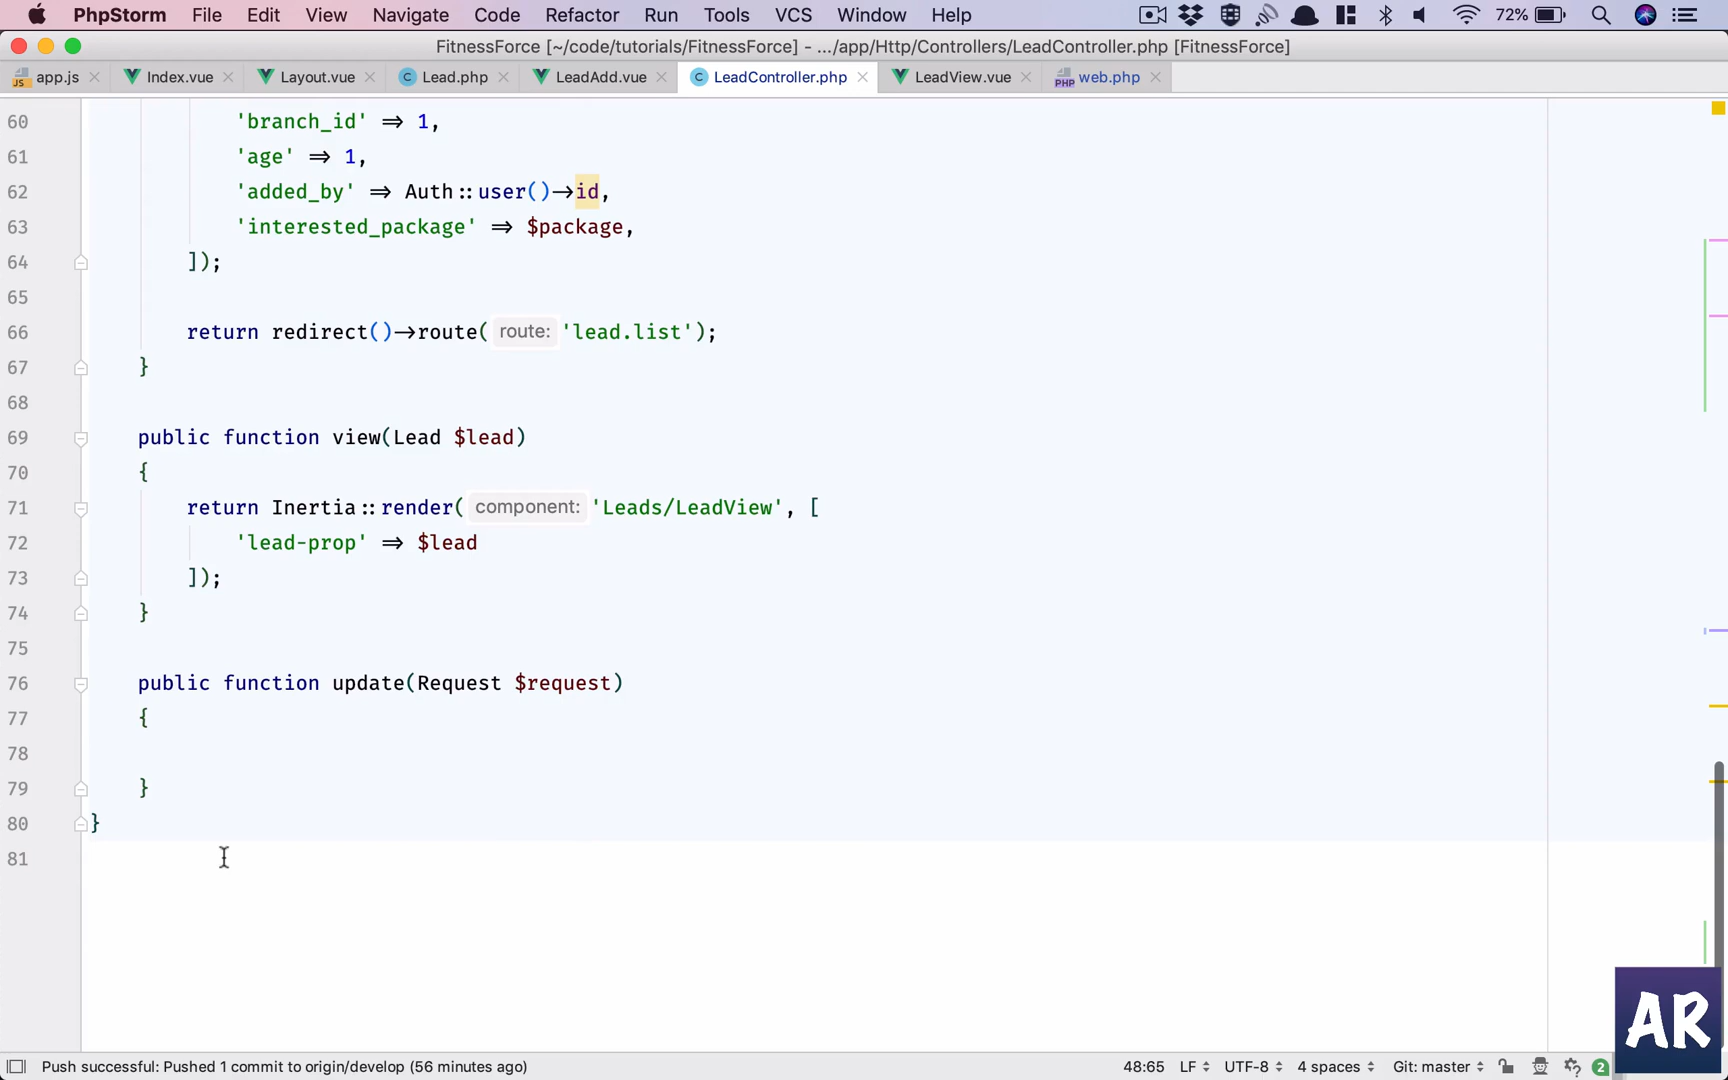 PhpStorm File Edit View Navigate Code Refactor Run Tools VCS Window Help 72%
FitnessForce [~/code/tutorials/FitnessForce] - .../app/Http/Controllers/LeadController.php [FitnessForce]
JS app.js Index.vue Layout.vue C Lead.php LeadAdd.vue C LeadController.php LeadView.vue PHP web.php
60 'branch_id' => 1,
61 'age' => 1,
62 'added_by' => Auth::user()->id,
63 'interested_package' => $package,
64 ]);
65
66 return redirect()->route( route: 'lead.list');
67 }
68
69 public function view(Lead $lead)
70 {
71 return Inertia::render( component: 'Leads/LeadView', [
72 'lead-prop' => $lead
73 ]);
74 }
75
76 public function update(Request $request)
77 {
78
79 }
80 }
81
AR
Push successful: Pushed 1 commit to origin/develop (56 minutes ago) 48:65 LF UTF-8 4 spaces Git: master 2